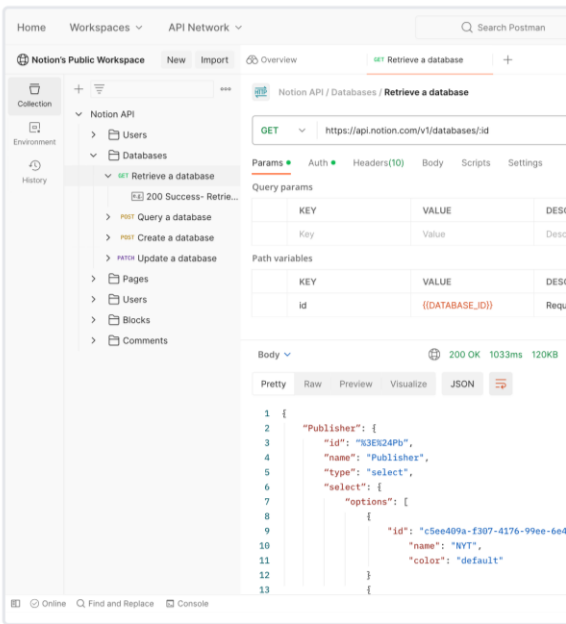 Home Workspaces API Network Search Postman
Notion's Public Workspace New Import Overview GET Retrieve a database
Collection
Environment
History
Notion API
Users
Databases
GET Retrieve a database
e.g. 200 Success- Retrie...
POST Query a database
POST Create a database
PATCH Update a database
Pages
Users
Blocks
Comments
Notion API / Databases / Retrieve a database
GET https://api.notion.com/v1/databases/:id
Params Auth Headers(10) Body Scripts Settings
Query params
KEY VALUE DESC
Key Value Desc
Path variables
KEY VALUE DESC
id {{DATABASE_ID}} Requ
Body 200 OK 1033ms 120KB
Pretty Raw Preview Visualize JSON
1 {
2 "Publisher": {
3 "id": "%3E%24Pb",
4 "name": "Publisher",
5 "type": "select",
6 "select": {
7 "options": [
8 {
9 "id": "c5ee409a-f307-4176-99ee-6e4
10 "name": "NYT",
11 "color": "default"
12 }
13 {
Online Find and Replace Console